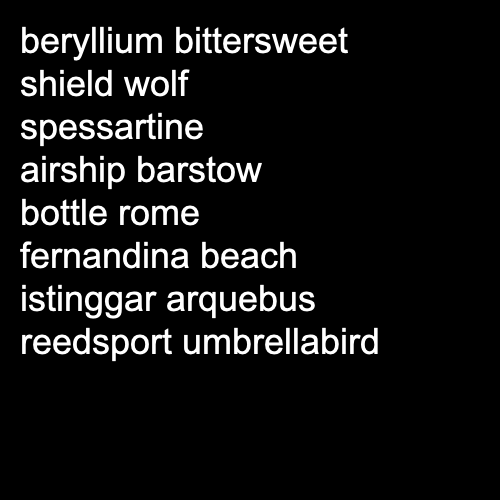 beryllium bittersweet
shield wolf
spessartine
airship barstow
bottle rome
fernandina beach
istinggar arquebus
reedsport umbrellabird